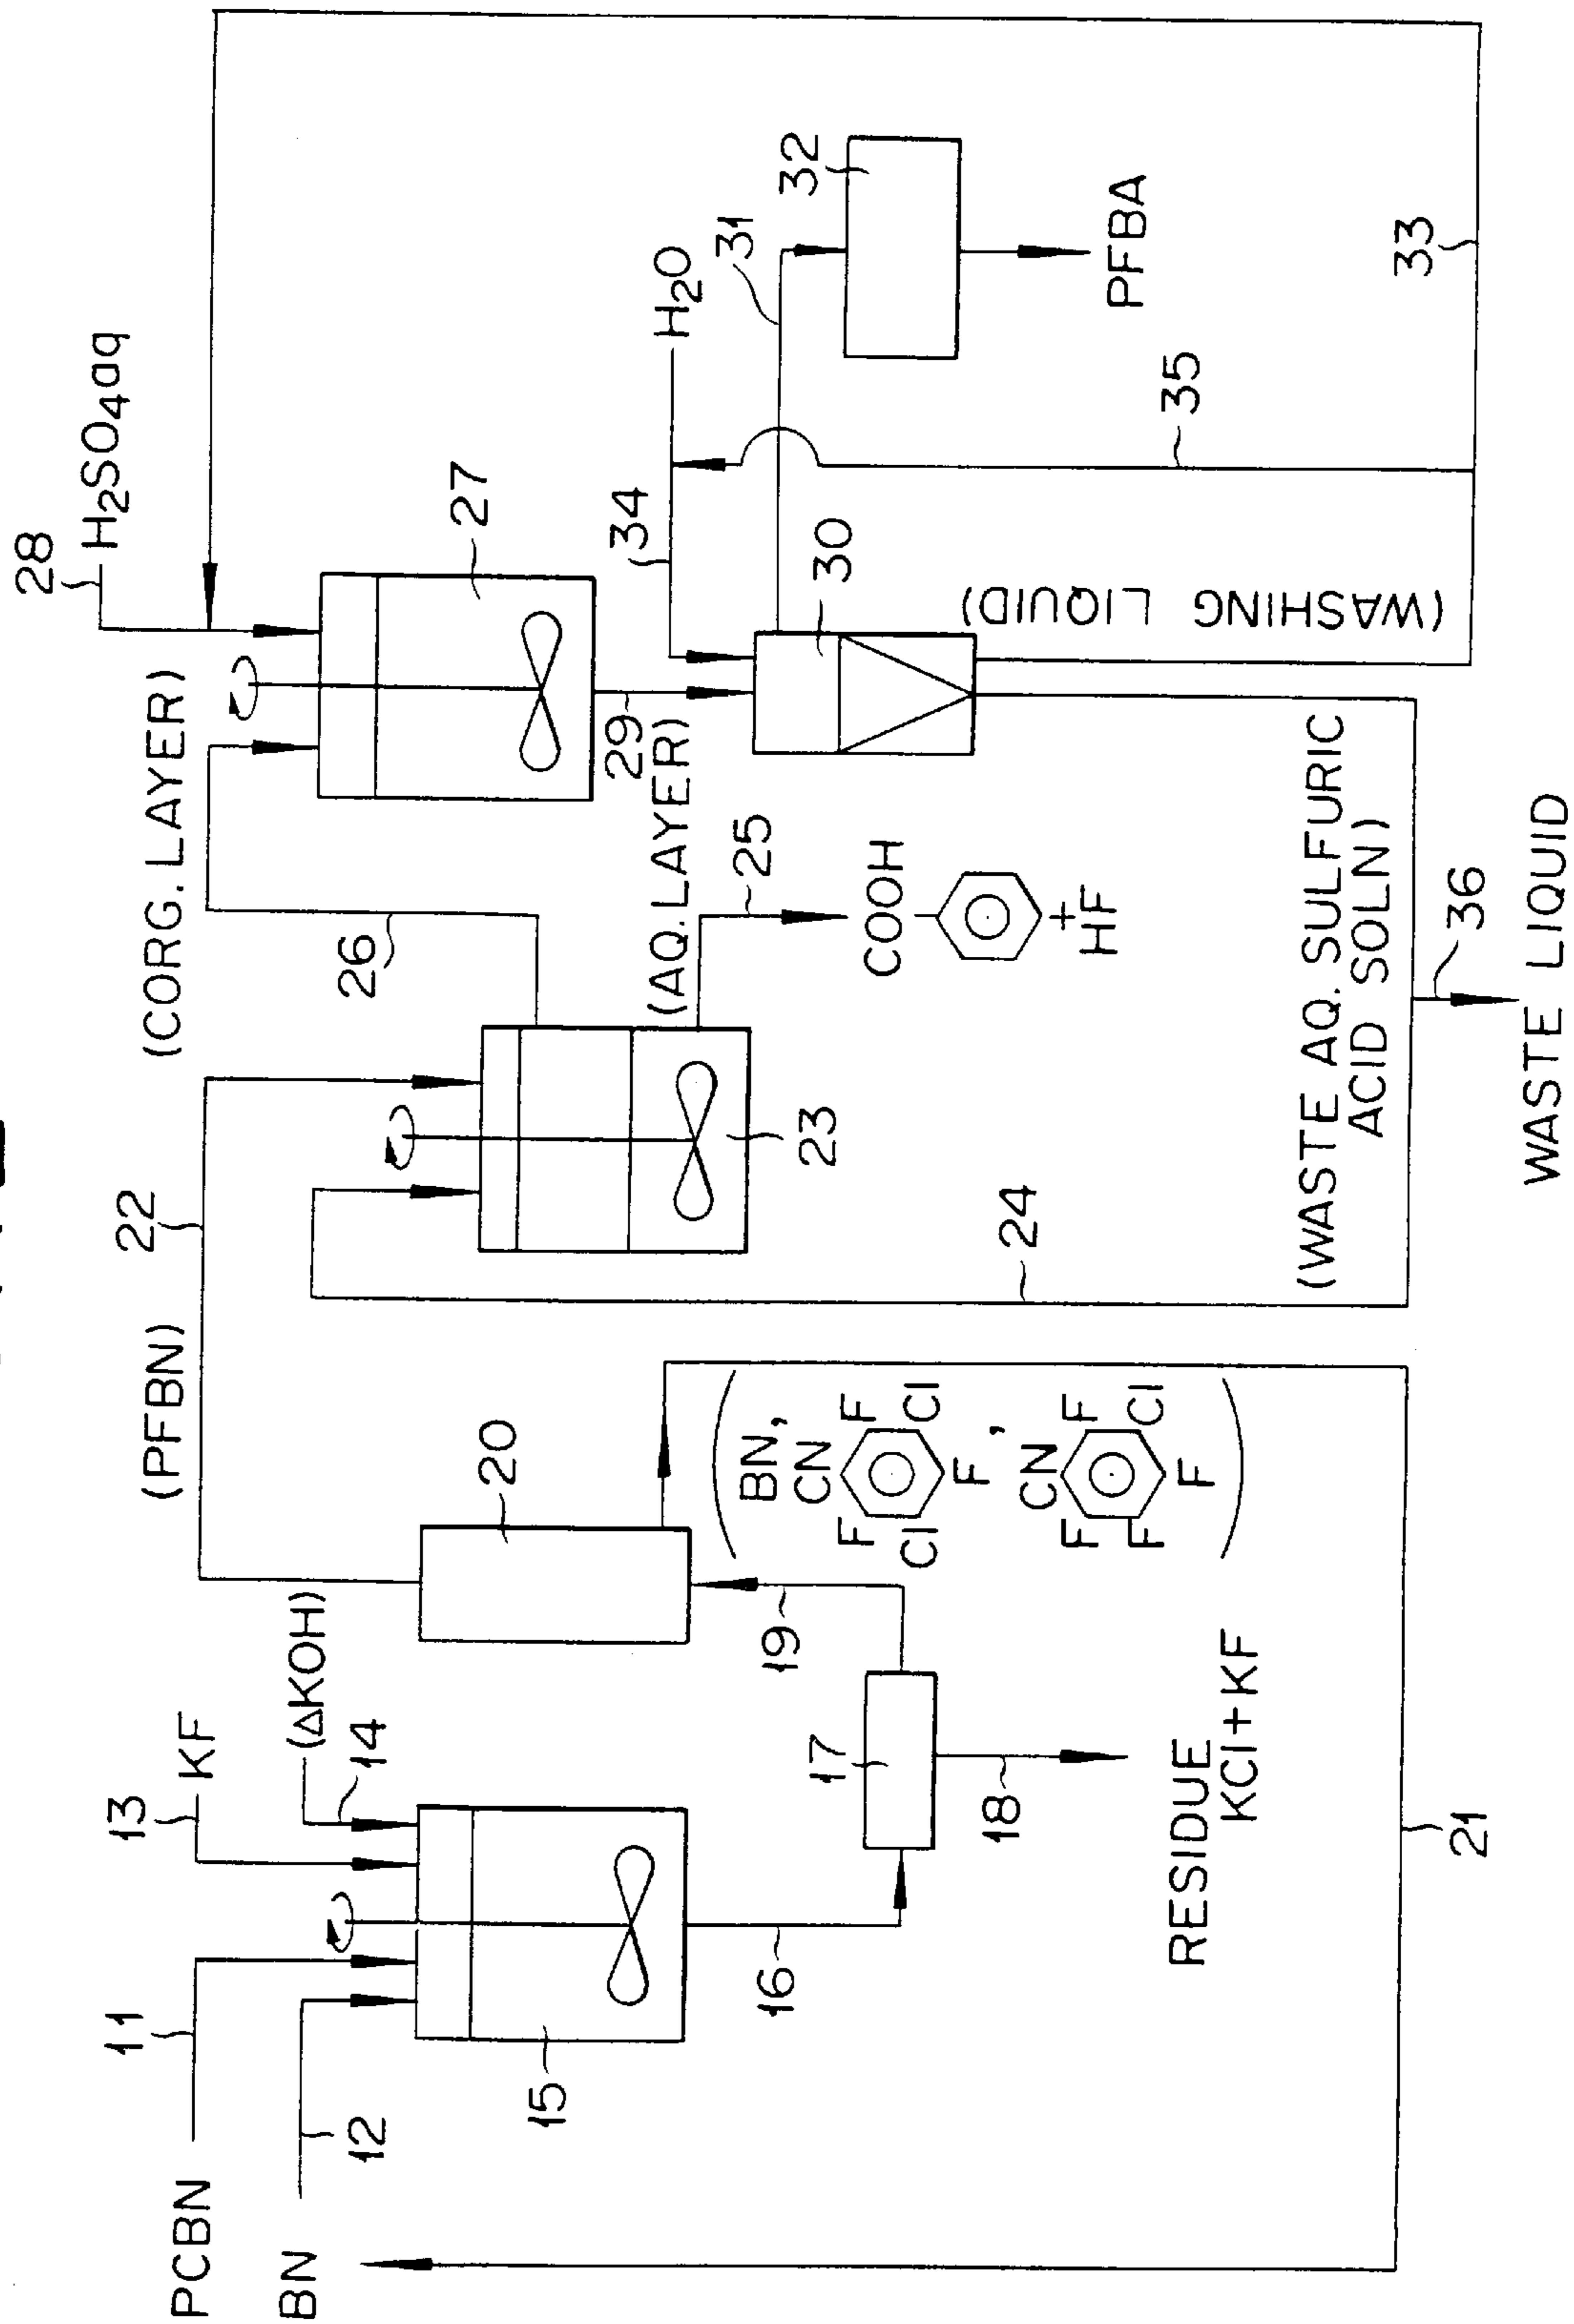 PCBN
11
BN
12
13
KF
(ΔKOH)
14
15
16
17
18
RESIDUE
KCl+KF
19
20
21
(PFBN)
22
BN,
CN
F
F
Cl
Cl
F
,
CN
F
F
F
Cl
F
23
24
(CORG. LAYER)
26
(AQ. LAYER)
25
COOH
+
HF
28
H₂SO₄aq
27
29
30
34
H₂O
31
32
PFBA
35
33
(WASHING LIQUID)
(WASTE AQ. SULFURIC
ACID SOLN)
36
WASTE LIQUID